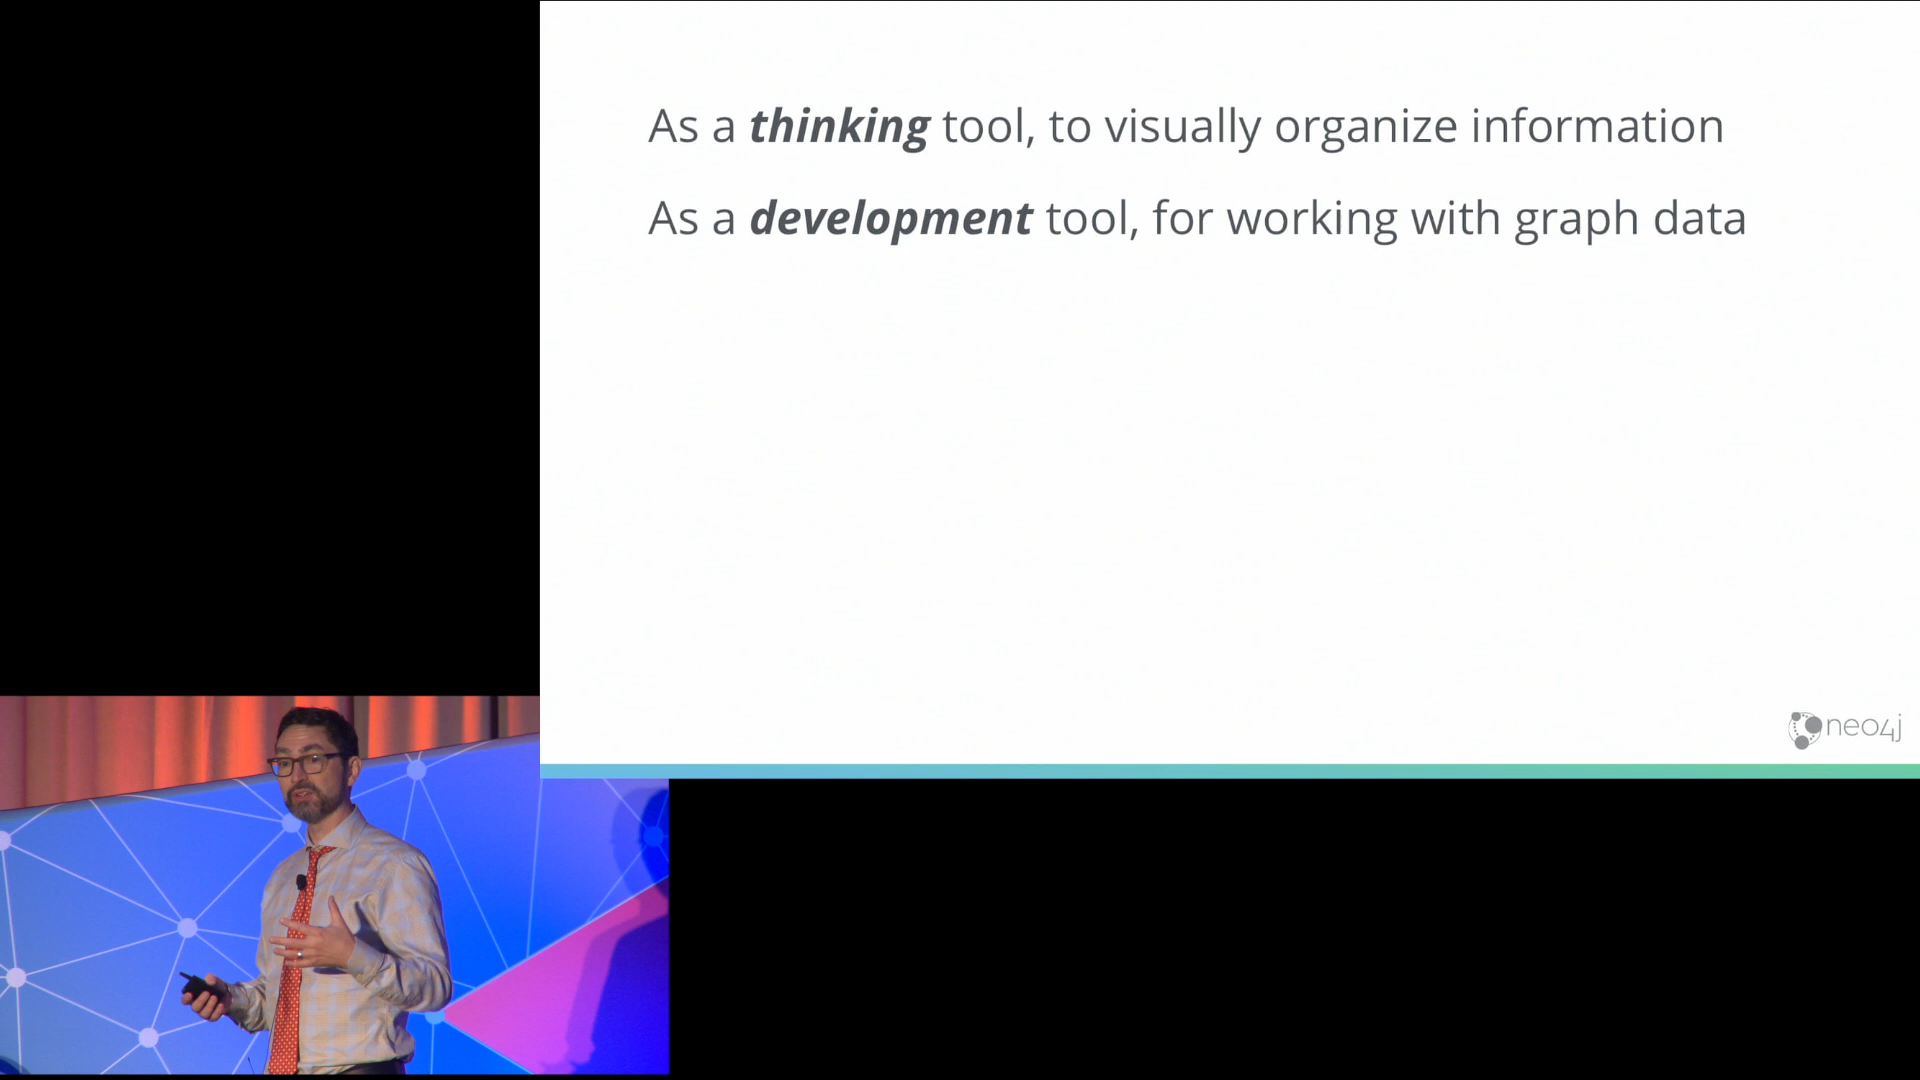 As a thinking tool, to visually organize information
As a development tool, for working with graph data
neo4j